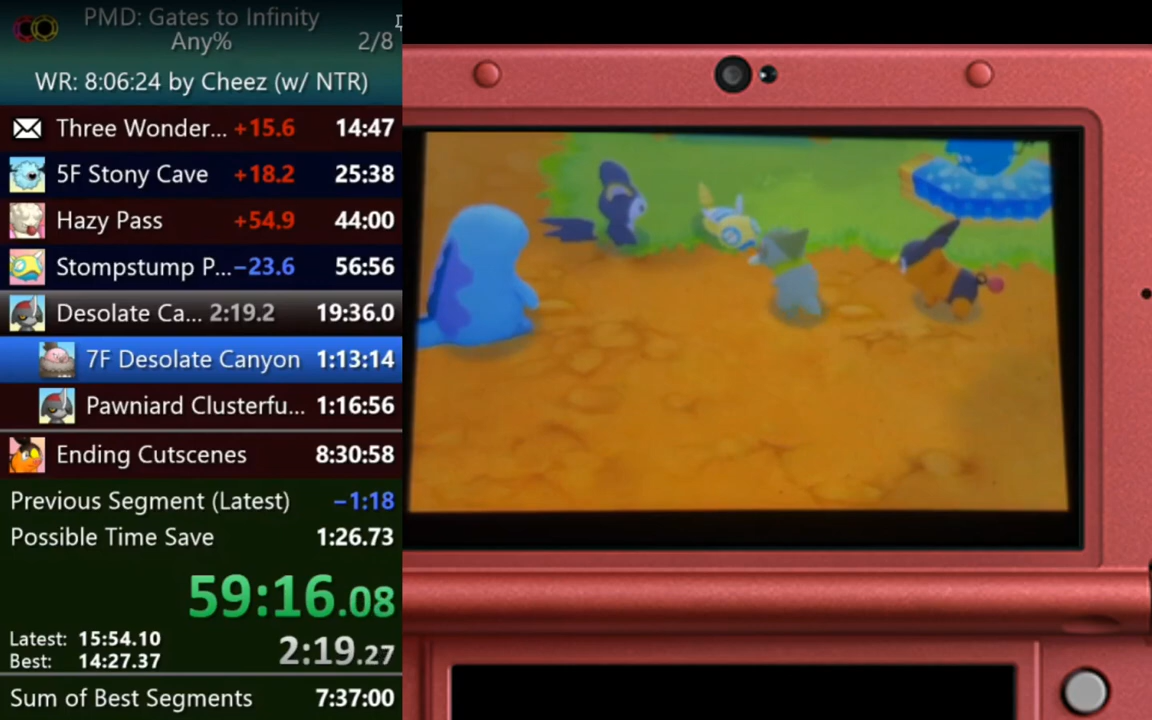 PMD: Gates to Infinity
Any% 2/8
WR: 8:06:24 by Cheez (w/ NTR)
Three Wonder... +15.6 14:47
5F Stony Cave +18.2 25:38
Hazy Pass +54.9 44:00
Stompstump P... −23.6 56:56
Desolate Ca... 2:19.2 19:36.0
7F Desolate Canyon 1:13:14
Pawniard Clusterfu... 1:16:56
Ending Cutscenes 8:30:58
Previous Segment (Latest) −1:18
Possible Time Save 1:26.73
59:16.08
Latest: 15:54.10
Best: 14:27.37
2:19.27
Sum of Best Segments 7:37:00